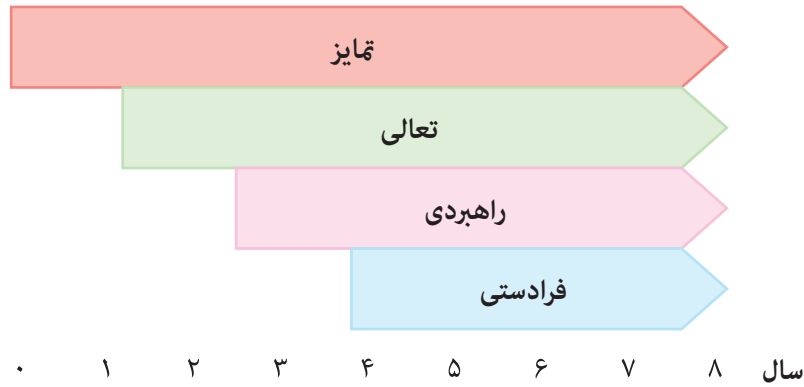 تمایز
تعالی
راهبردی
فرادستی
۰ ۱ ۲ ۳ ۴ ۵ ۶ ۷ ۸ سال